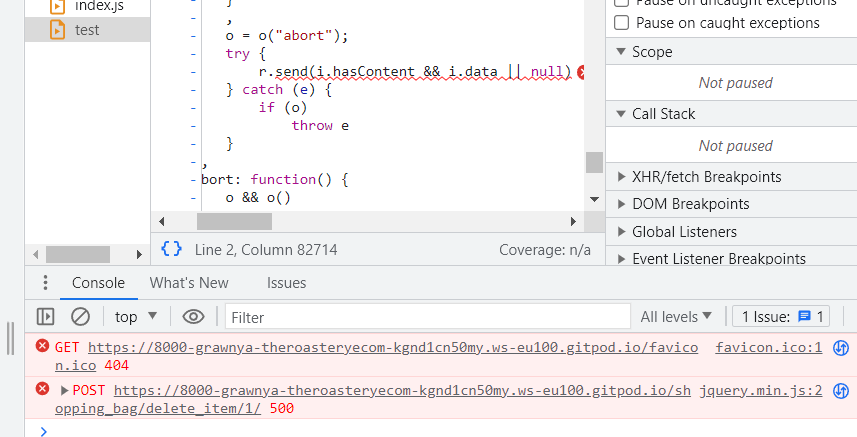 index.js
test
}
,
o = o("abort");
try {
r.send(i.hasContent && i.data || null)
} catch (e) {
if (o)
throw e
}
,
bort: function() {
o && o()
{} Line 2, Column 82714 Coverage: n/a
Pause on uncaught exceptions
Pause on caught exceptions
Scope
Not paused
Call Stack
Not paused
XHR/fetch Breakpoints
DOM Breakpoints
Global Listeners
Event Listener Breakpoints
Console What's New Issues
top Filter All levels 1 Issue: 1
GET https://8000-grawnya-theroasteryecom-kgnd1cn50my.ws-eu100.gitpod.io/favico favicon.ico:1
n.ico 404
POST https://8000-grawnya-theroasteryecom-kgnd1cn50my.ws-eu100.gitpod.io/sh jquery.min.js:2
opping_bag/delete_item/1/ 500